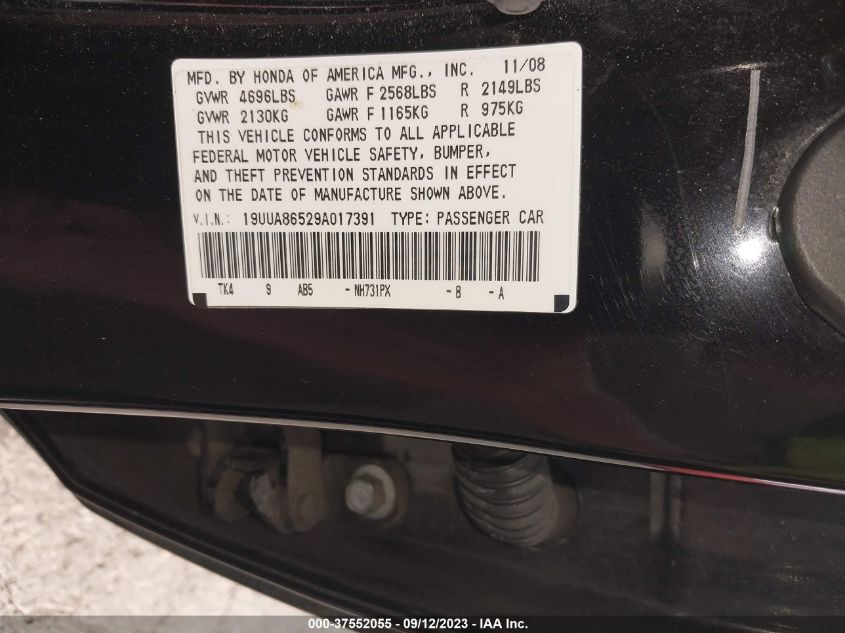 MFD. BY HONDA OF AMERICA MFG., INC. 11/08
GVWR 4696LBS GAWR F 2568LBS R 2149LBS
GVWR 2130KG GAWR F 1165KG R 975KG
THIS VEHICLE CONFORMS TO ALL APPLICABLE
FEDERAL MOTOR VEHICLE SAFETY, BUMPER,
AND THEFT PREVENTION STANDARDS IN EFFECT
ON THE DATE OF MANUFACTURE SHOWN ABOVE.
V.I.N.: 19UUA86529A017391 TYPE: PASSENGER CAR
TK4 9 AB5 - NH731PX - B - A
000-37552055 - 09/12/2023 - IAA Inc.